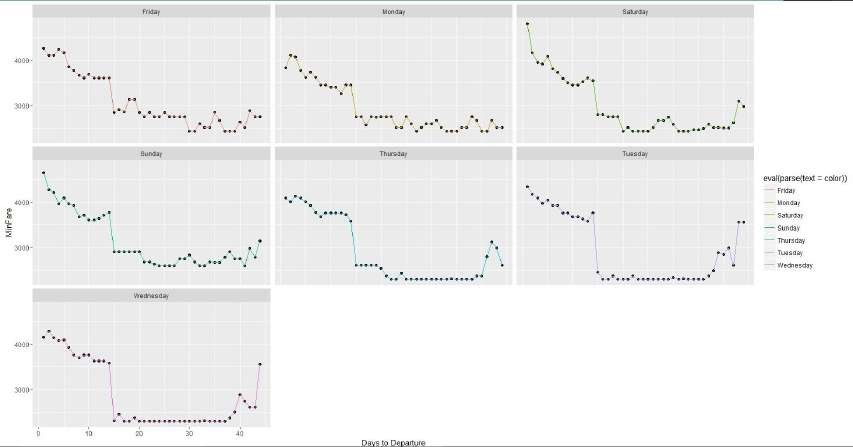 Friday
Monday
Saturday
4000
3000
Sunday
Thursday
Tuesday
4000
3000
Wednesday
4000
3000
0
10
20
30
40
MinFare
Days to Departure
eval(parse(text = color))
Friday
Monday
Saturday
Sunday
Thursday
Tuesday
Wednesday